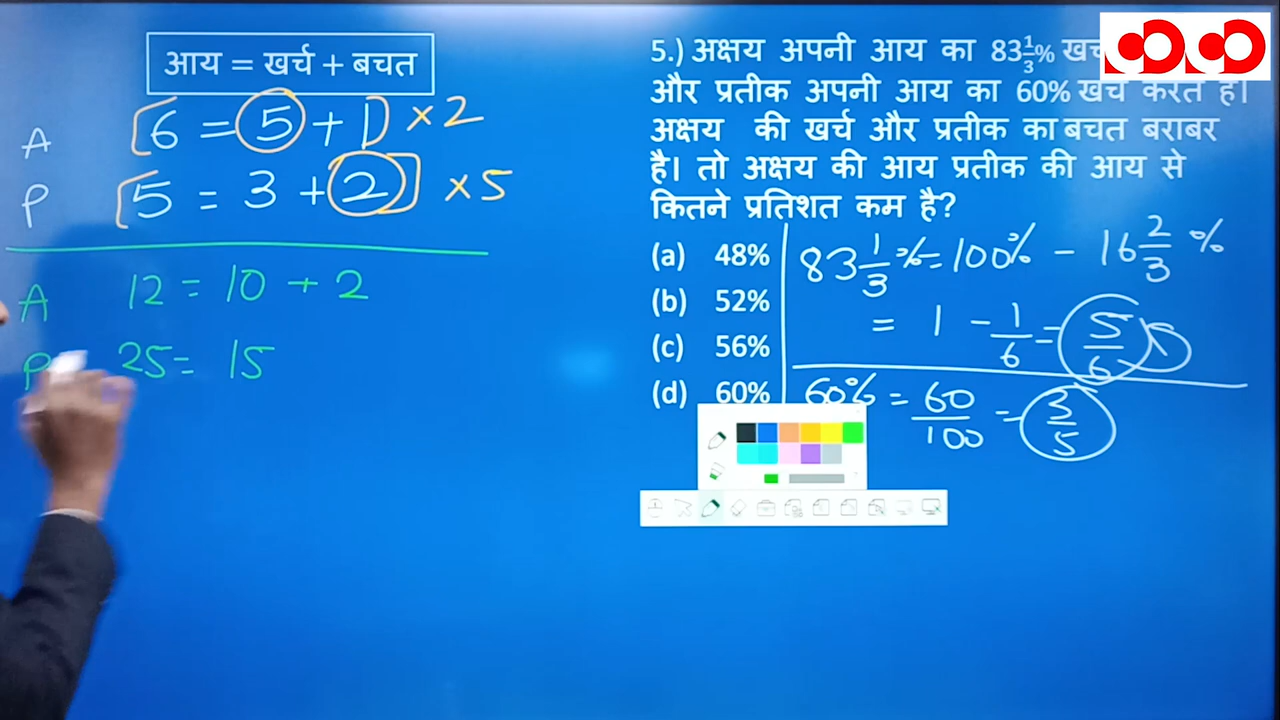 आय = खर्च + बचत
A [6 = 5 + 1] × 2
P [5 = 3 + 2] × 5
A 12 = 10 + 2
P 25 = 15
5.) अक्षय अपनी आय का 83 1/3%
और प्रतीक अपनी आय का 60% खर्च करते है।
अक्षय की खर्च और प्रतीक का बचत बराबर
है। तो अक्षय की आय प्रतीक की आय से
कितने प्रतिशत कम है?
(a) 48%
(b) 52%
(c) 56%
(d) 60%
83 1/3 % = 100% - 16 2/3 %
= 1 - 1/6 = 5/6
60% = 60/100 = 3/5